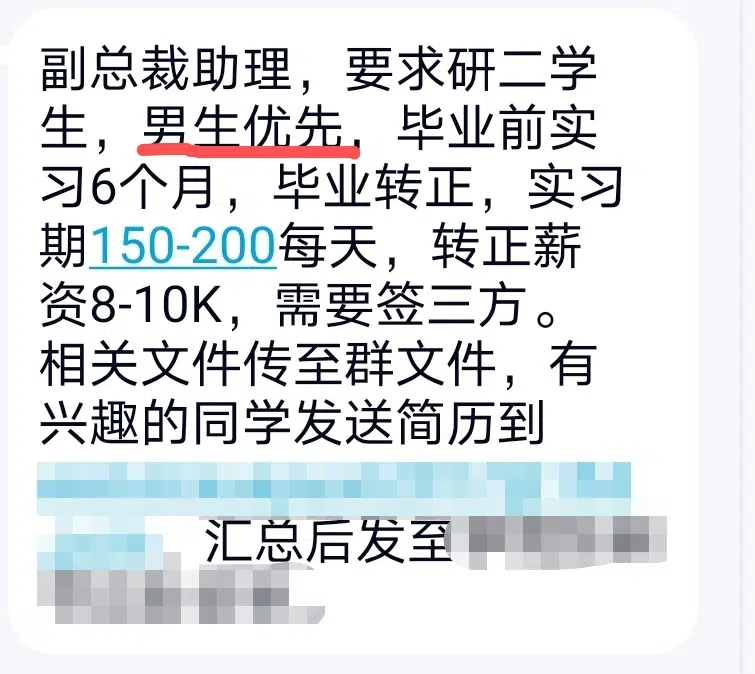 副总裁助理，要求研二学
生，男生优先，毕业前实
习6个月，毕业转正，实习
期150-200每天，转正薪
资8-10K，需要签三方。
相关文件传至群文件，有
兴趣的同学发送简历到
汇总后发至